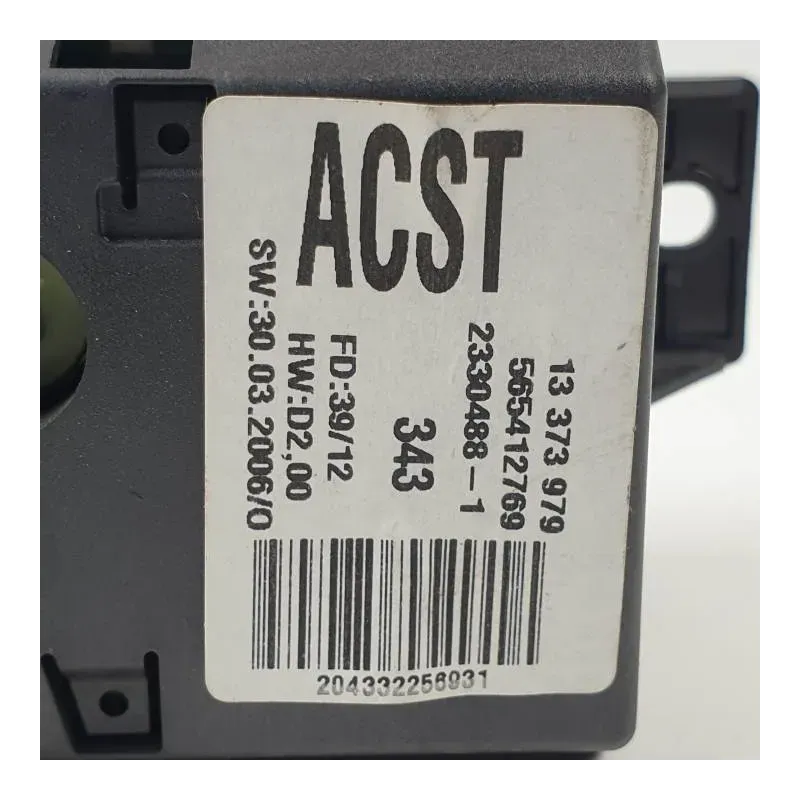 ACST
13 373 979
565412769
2330488-1
343
FD:39/12
HW:D2,00
SW:30.03.2006/0
204332256931